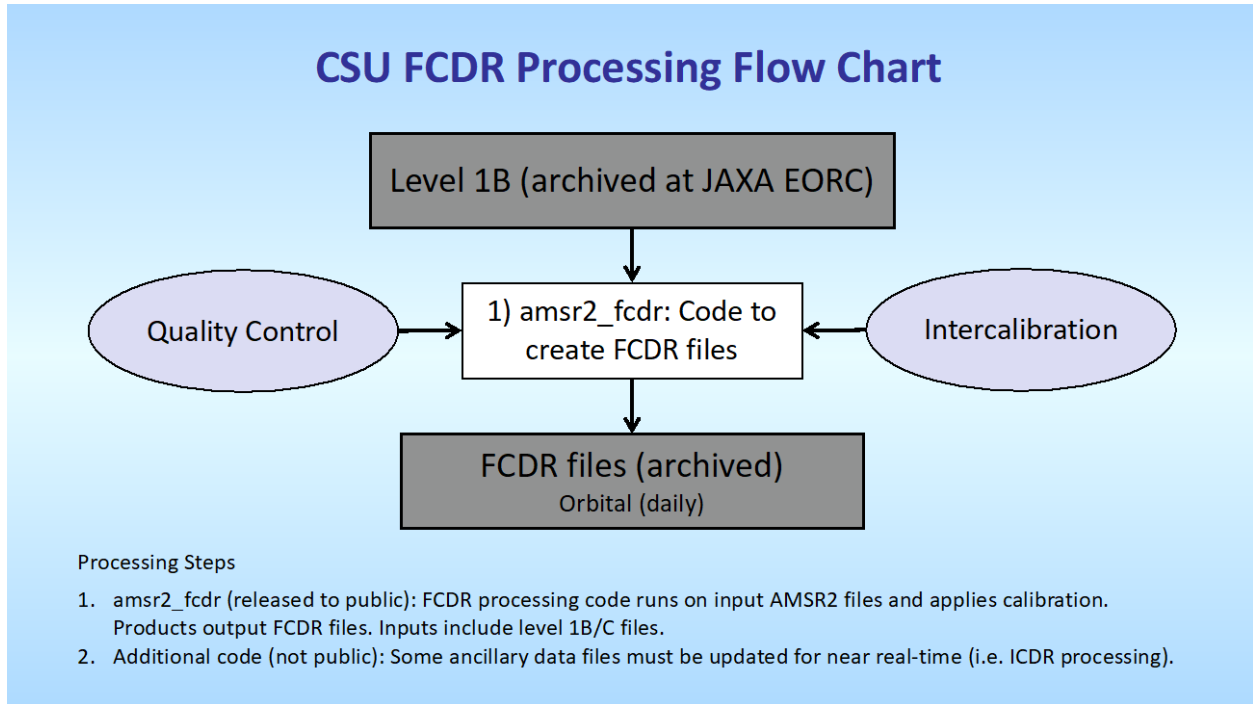 CSU FCDR Processing Flow Chart
Level 1B (archived at JAXA EORC)
Quality Control
1) amsr2_fcdr: Code to
create FCDR files
Intercalibration
FCDR files (archived)
Orbital (daily)
Processing Steps
1. amsr2_fcdr (released to public): FCDR processing code runs on input AMSR2 files and applies calibration.
Products output FCDR files. Inputs include level 1B/C files.
2. Additional code (not public): Some ancillary data files must be updated for near real-time (i.e. ICDR processing).